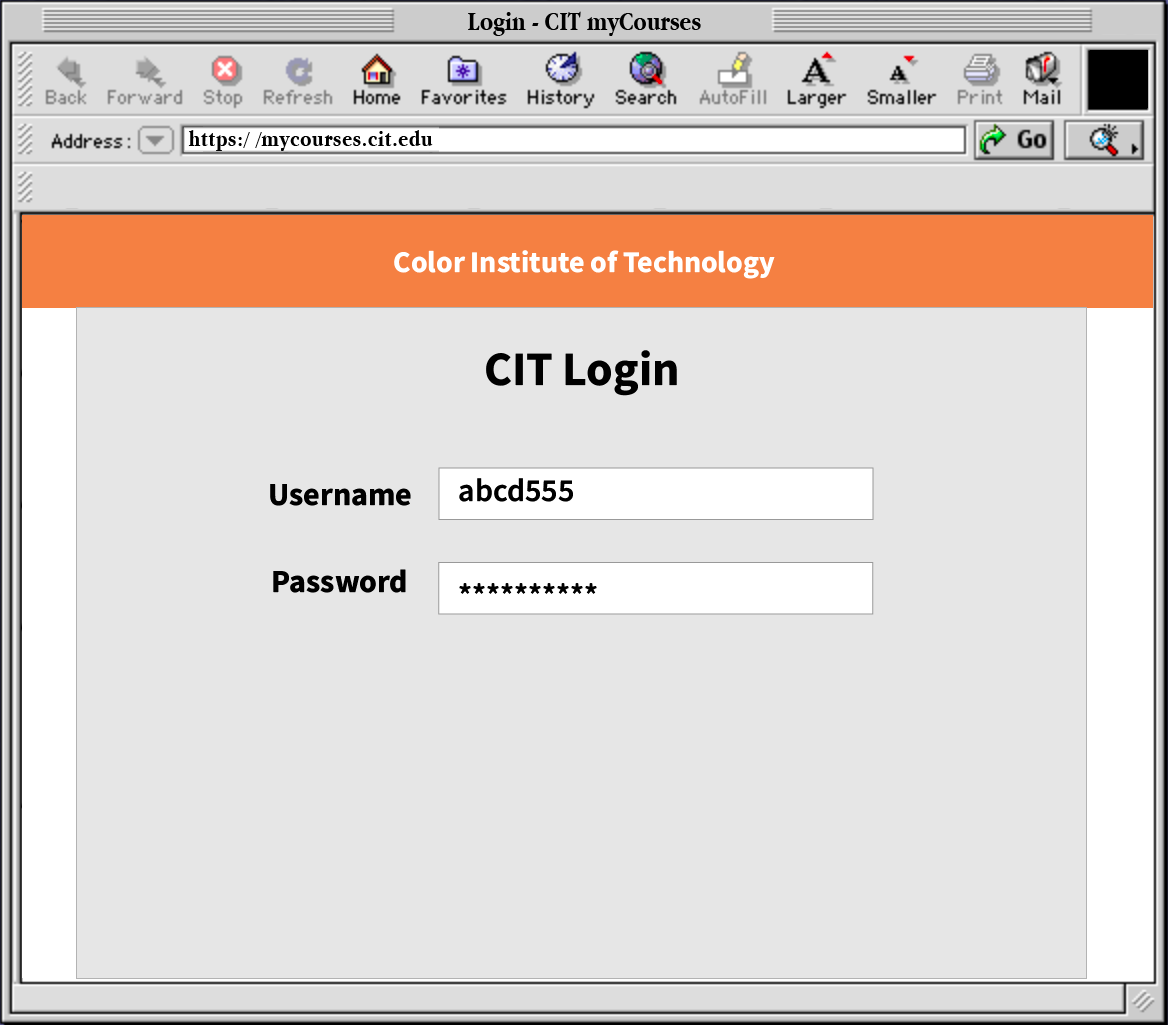 Login - CIT myCourses
Back Forward Stop Refresh Home Favorites History Search AutoFill Larger Smaller Print Mail
Address: https:/ /mycourses.cit.edu Go
Color Institute of Technology
CIT Login
Username abcd555
Password **********